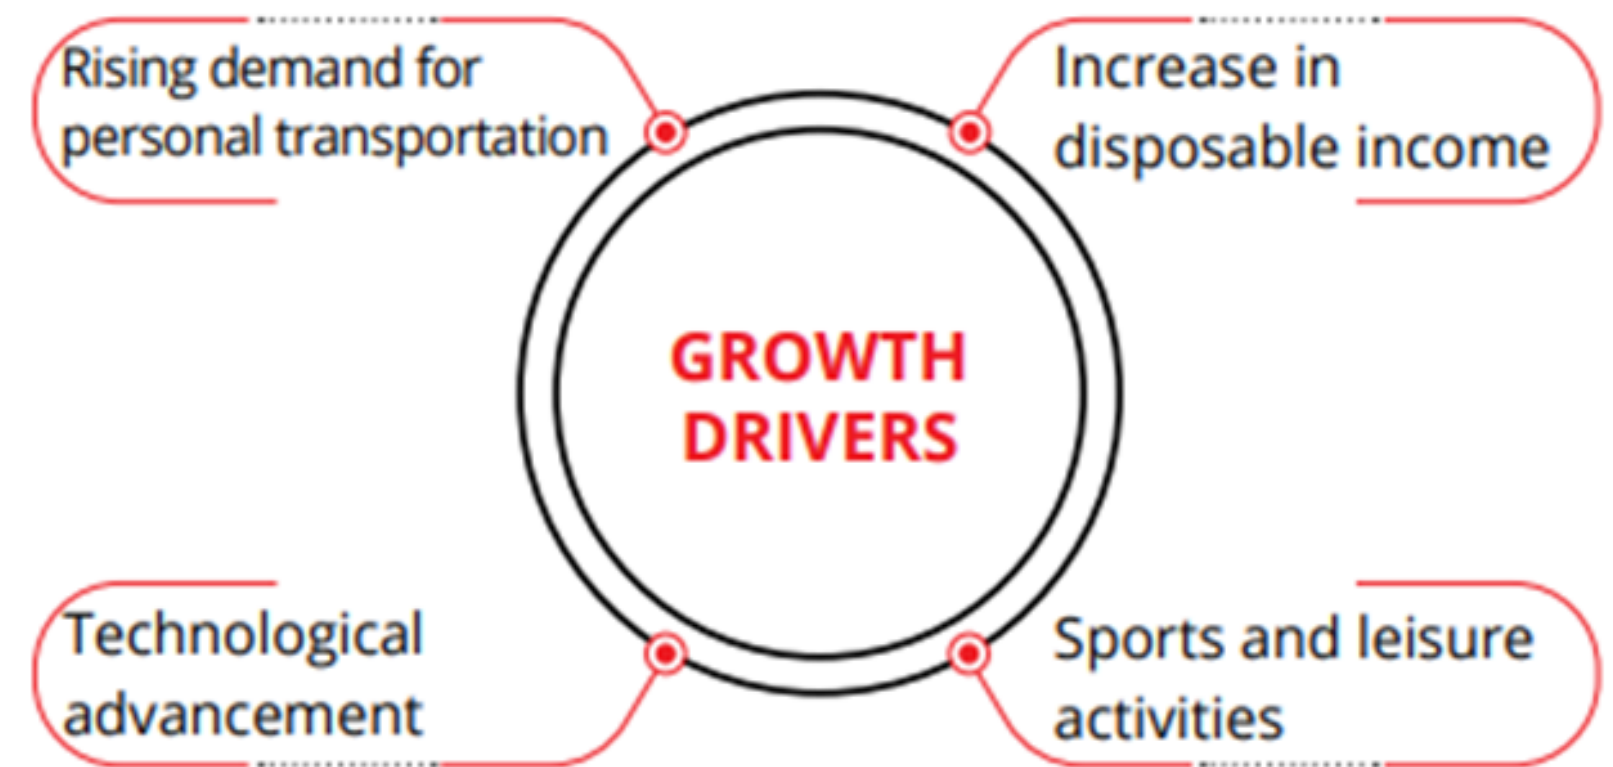 Rising demand for
personal transportation
Increase in
disposable income
GROWTH
DRIVERS
Technological
advancement
Sports and leisure
activities